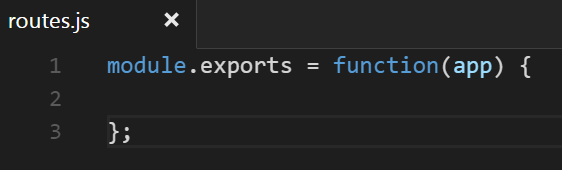 routes.js ×
1 module.exports = function(app) {
2
3 };